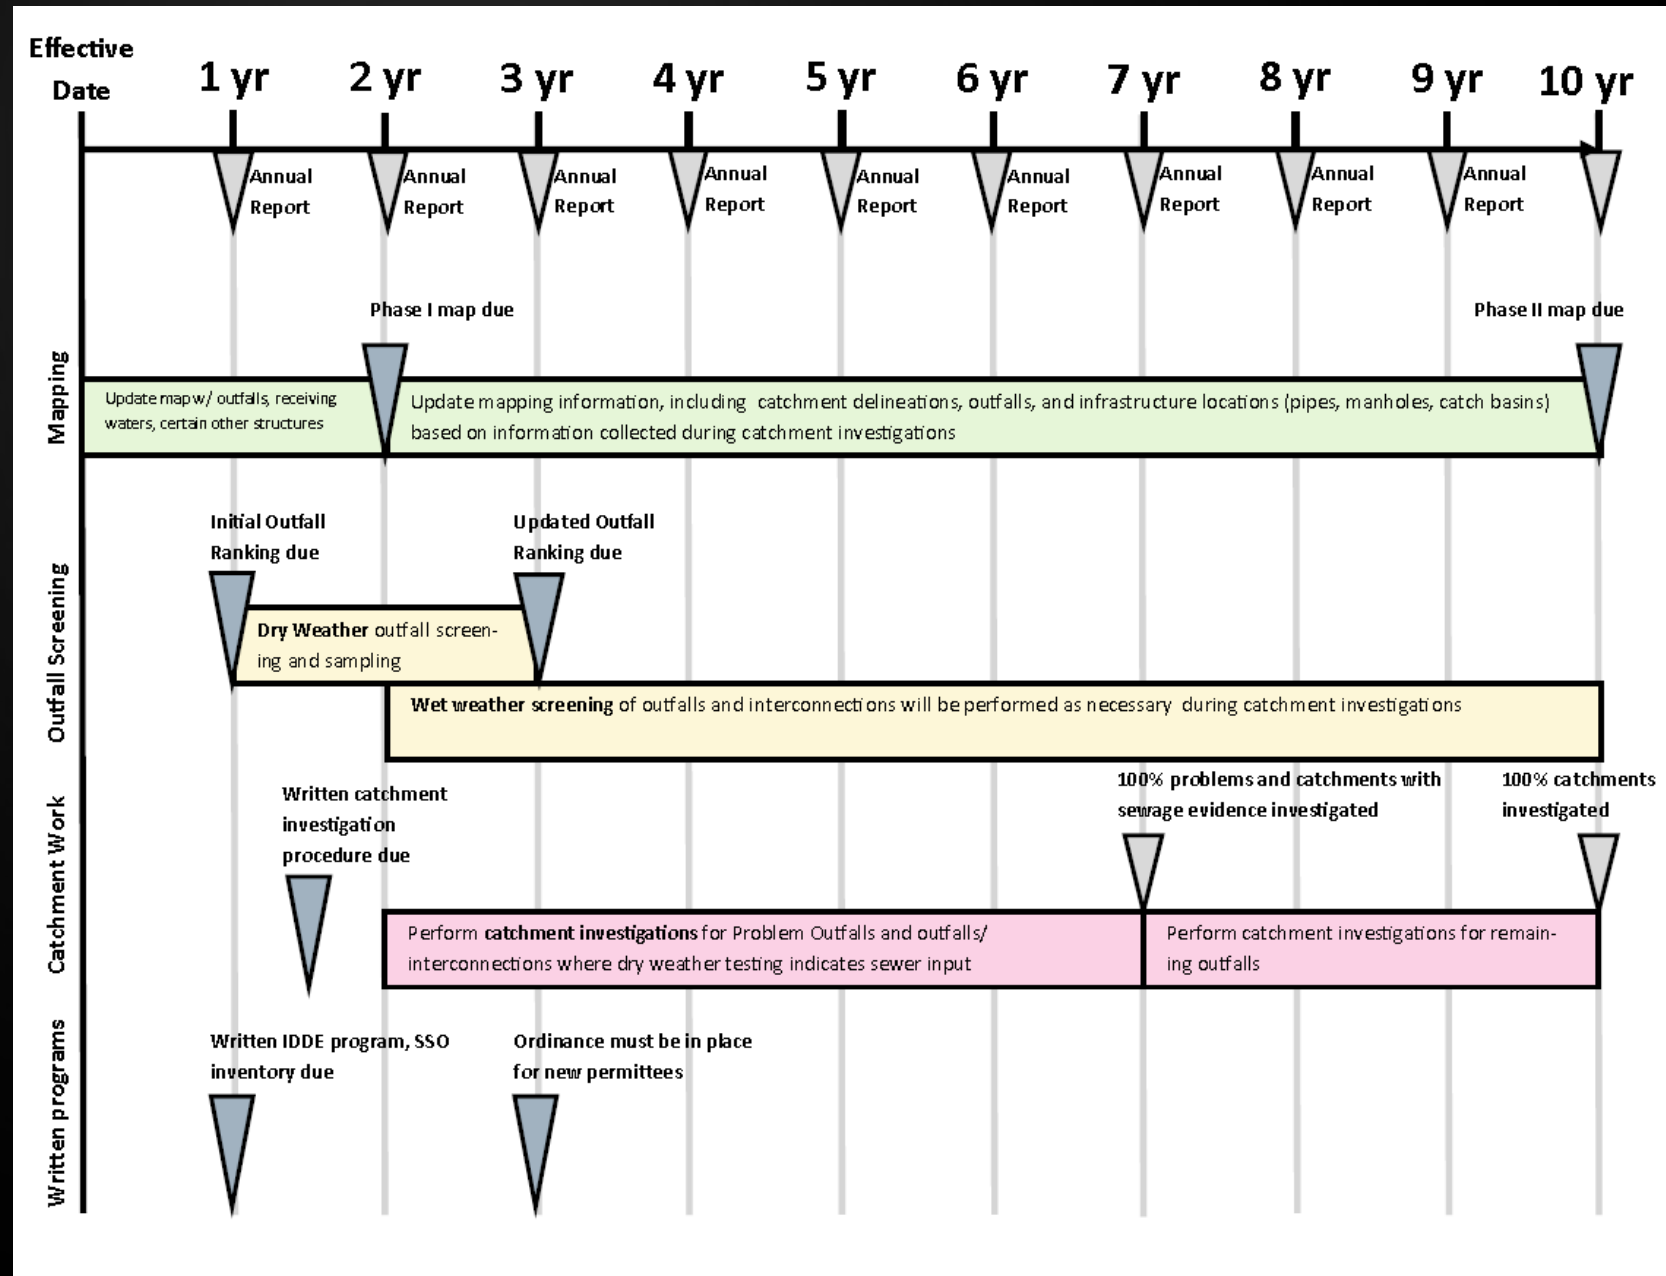 Effective
Date
1 yr
2 yr
3 yr
4 yr
5 yr
6 yr
7 yr
8 yr
9 yr
10 yr
Annual
Report
Annual
Report
Annual
Report
Annual
Report
Annual
Report
Annual
Report
Annual
Report
Annual
Report
Annual
Report
Mapping
Phase I map due
Phase II map due
Update map w/ outfalls, receiving
waters, certain other structures
Update mapping information, including catchment delineations, outfalls, and infrastructure locations (pipes, manholes, catch basins)
based on information collected during catchment investigations
Outfall Screening
Initial Outfall
Ranking due
Updated Outfall
Ranking due
Dry Weather outfall screen-
ing and sampling
Wet weather screening of outfalls and interconnections will be performed as necessary during catchment investigations
Catchment Work
Written catchment
investigation
procedure due
100% problems and catchments with
sewage evidence investigated
100% catchments
investigated
Perform catchment investigations for Problem Outfalls and outfalls/
interconnections where dry weather testing indicates sewer input
Perform catchment investigations for remain-
ing outfalls
Written programs
Written IDDE program, SSO
inventory due
Ordinance must be in place
for new permittees